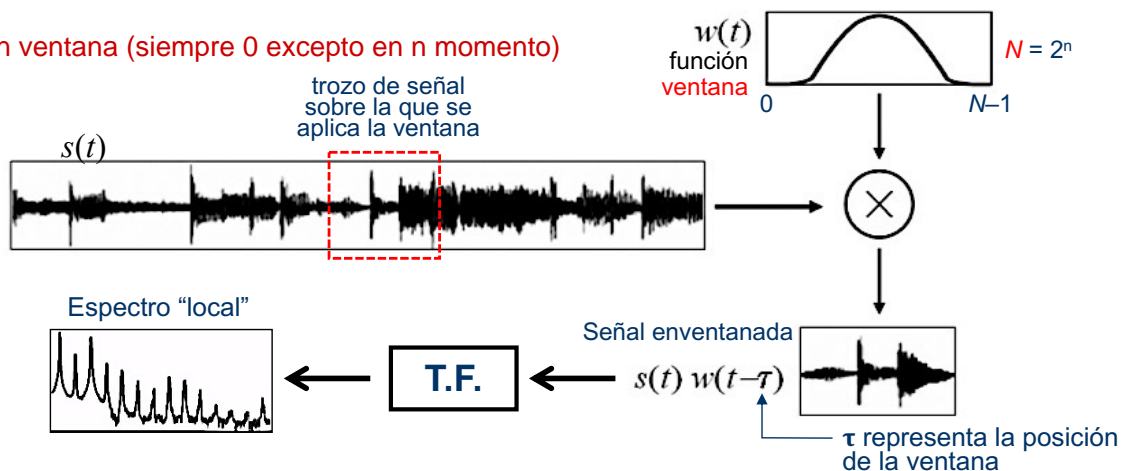 n ventana (siempre 0 excepto en n momento)
w(t)
función
ventana
N = 2ⁿ
0
N–1
trozo de señal
sobre la que se
aplica la ventana
s(t)
Espectro “local”
Señal enventanada
T.F.
s(t) w(t–τ)
τ representa la posición
de la ventana